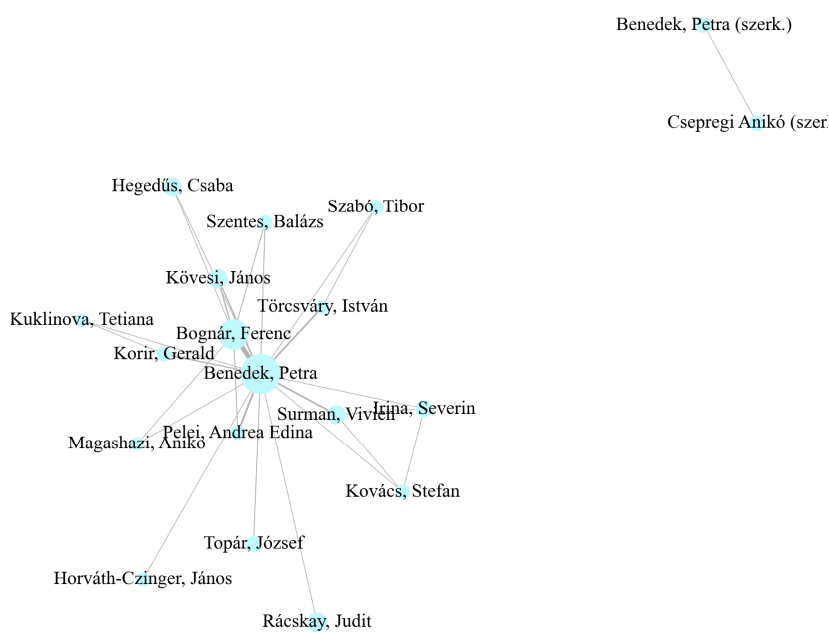 Benedek, Petra (szerk.)
Csepregi Anikó (szer
Hegedűs, Csaba
Szabó, Tibor
Szentes, Balázs
Kövesi, János
Törcsváry, István
Kuklinova, Tetiana
Bognár, Ferenc
Korir, Gerald
Benedek, Petra
Surman, Vivien
Irina, Severin
Pelei, Andrea Edina
Magashazi, Aniko
Kovács, Stefan
Topár, József
Horváth-Czinger, János
Rácskay, Judit